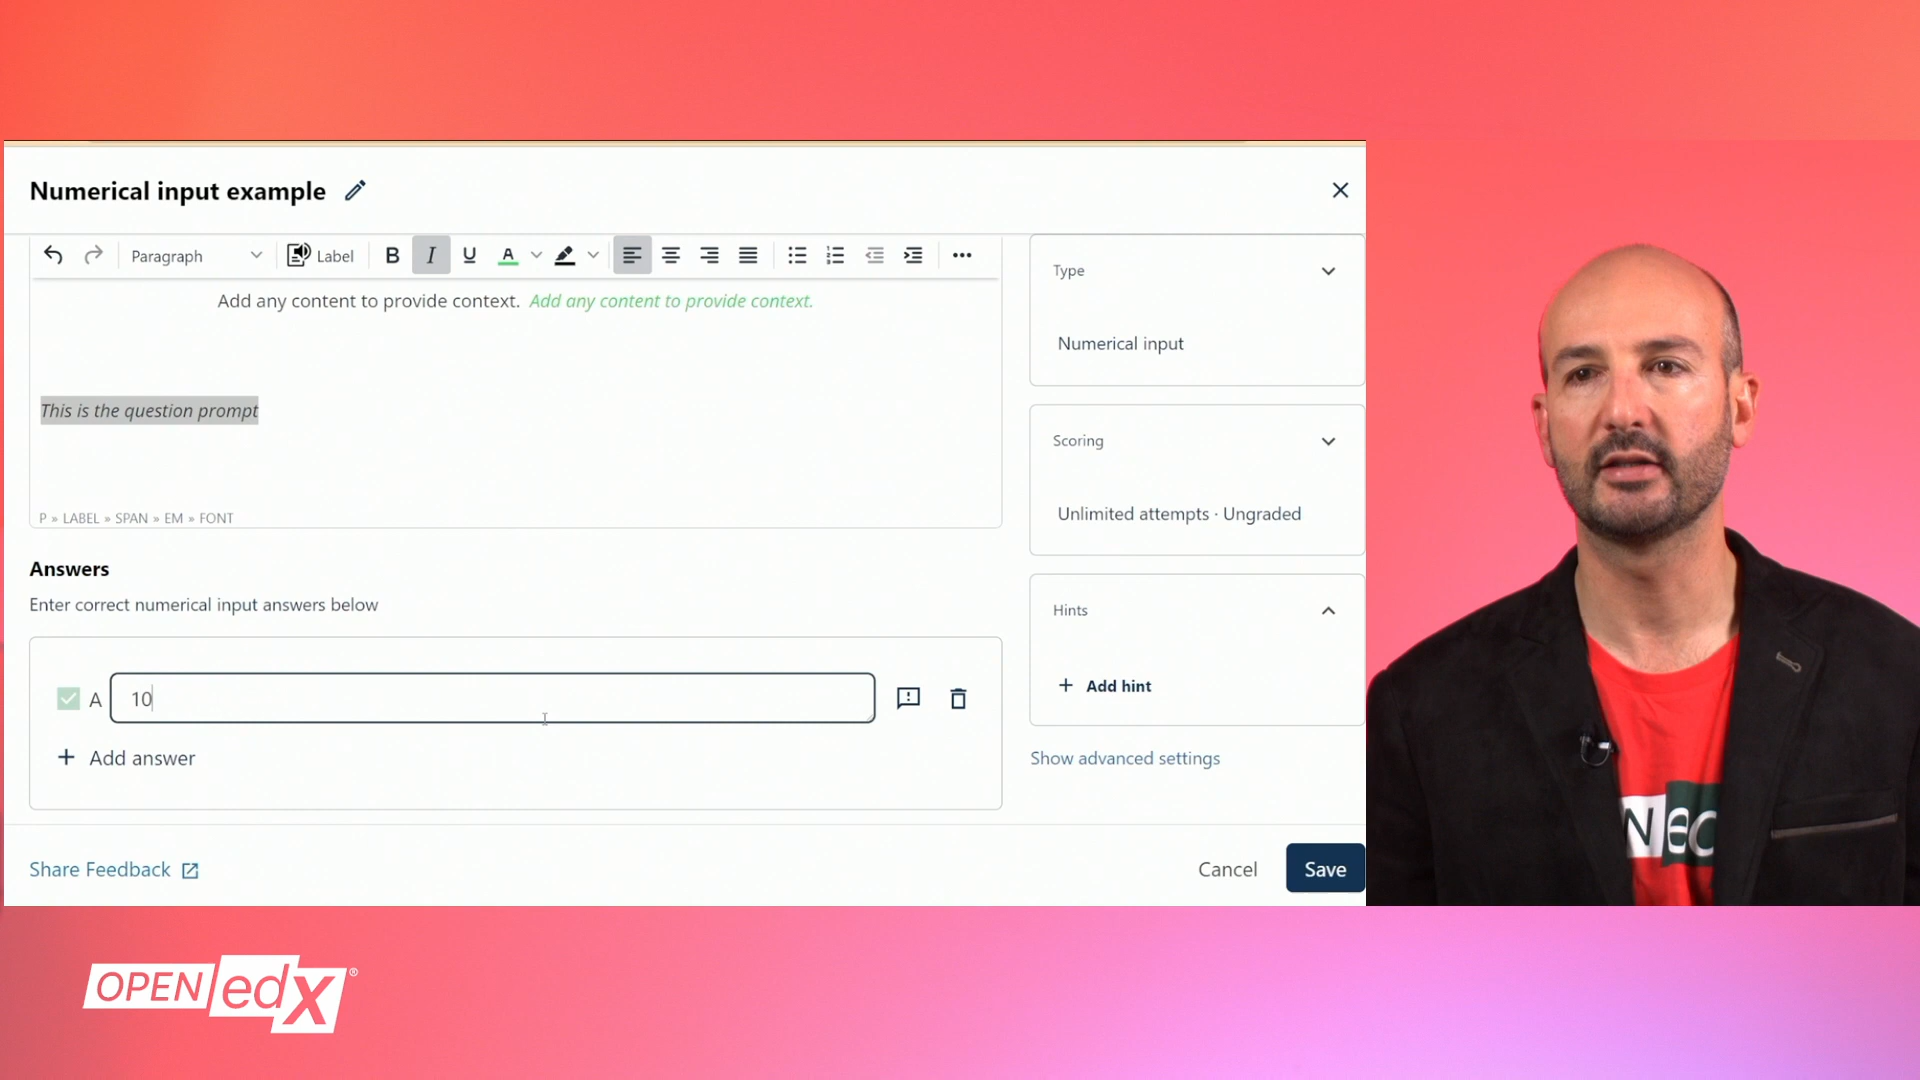 Numerical input example
Paragraph Label B I U A
Add any content to provide context. Add any content to provide context.
This is the question prompt
P » LABEL » SPAN » EM » FONT
Answers
Enter correct numerical input answers below
A 10
+ Add answer
Type
Numerical input
Scoring
Unlimited attempts · Ungraded
Hints
+ Add hint
Show advanced settings
Share Feedback
Cancel Save
OPEN edX®